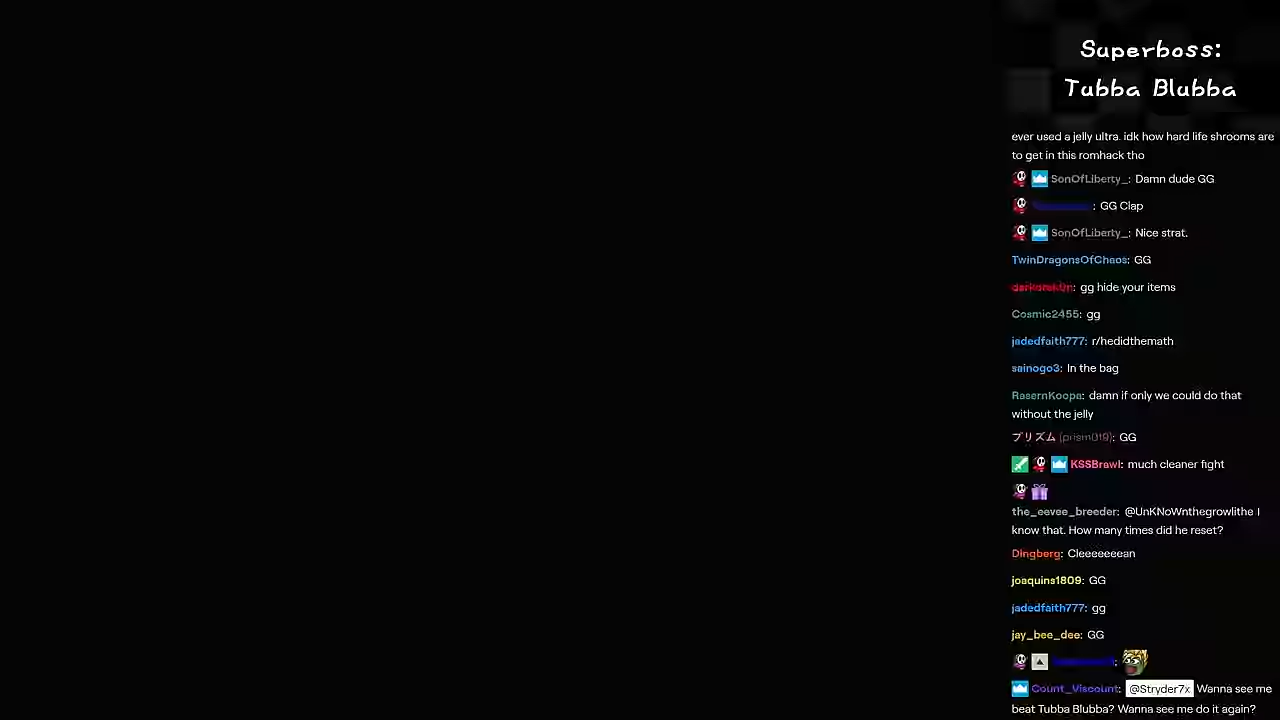 Superboss:
Tubba Blubba
ever used a jelly ultra. idk how hard life shrooms are
to get in this romhack tho
SonOfLiberty_: Damn dude GG
: GG Clap
SonOfLiberty_: Nice strat.
TwinDragonsOfChaos: GG
: gg hide your items
Cosmic2455: gg
jadedfaith777: r/hedidthemath
sainogo3: In the bag
RasernKoopa: damn if only we could do that
without the jelly
プリズム (prism019): GG
KSSBrawl: much cleaner fight
the_eevee_breeder: @UnKNoWnthegrowlithe I
know that. How many times did he reset?
Dingberg: Cleeeeeeean
joaquins1809: GG
jadedfaith777: gg
jay_bee_dee: GG
:
Count_Viscount: @Stryder7x Wanna see me
beat Tubba Blubba? Wanna see me do it again?